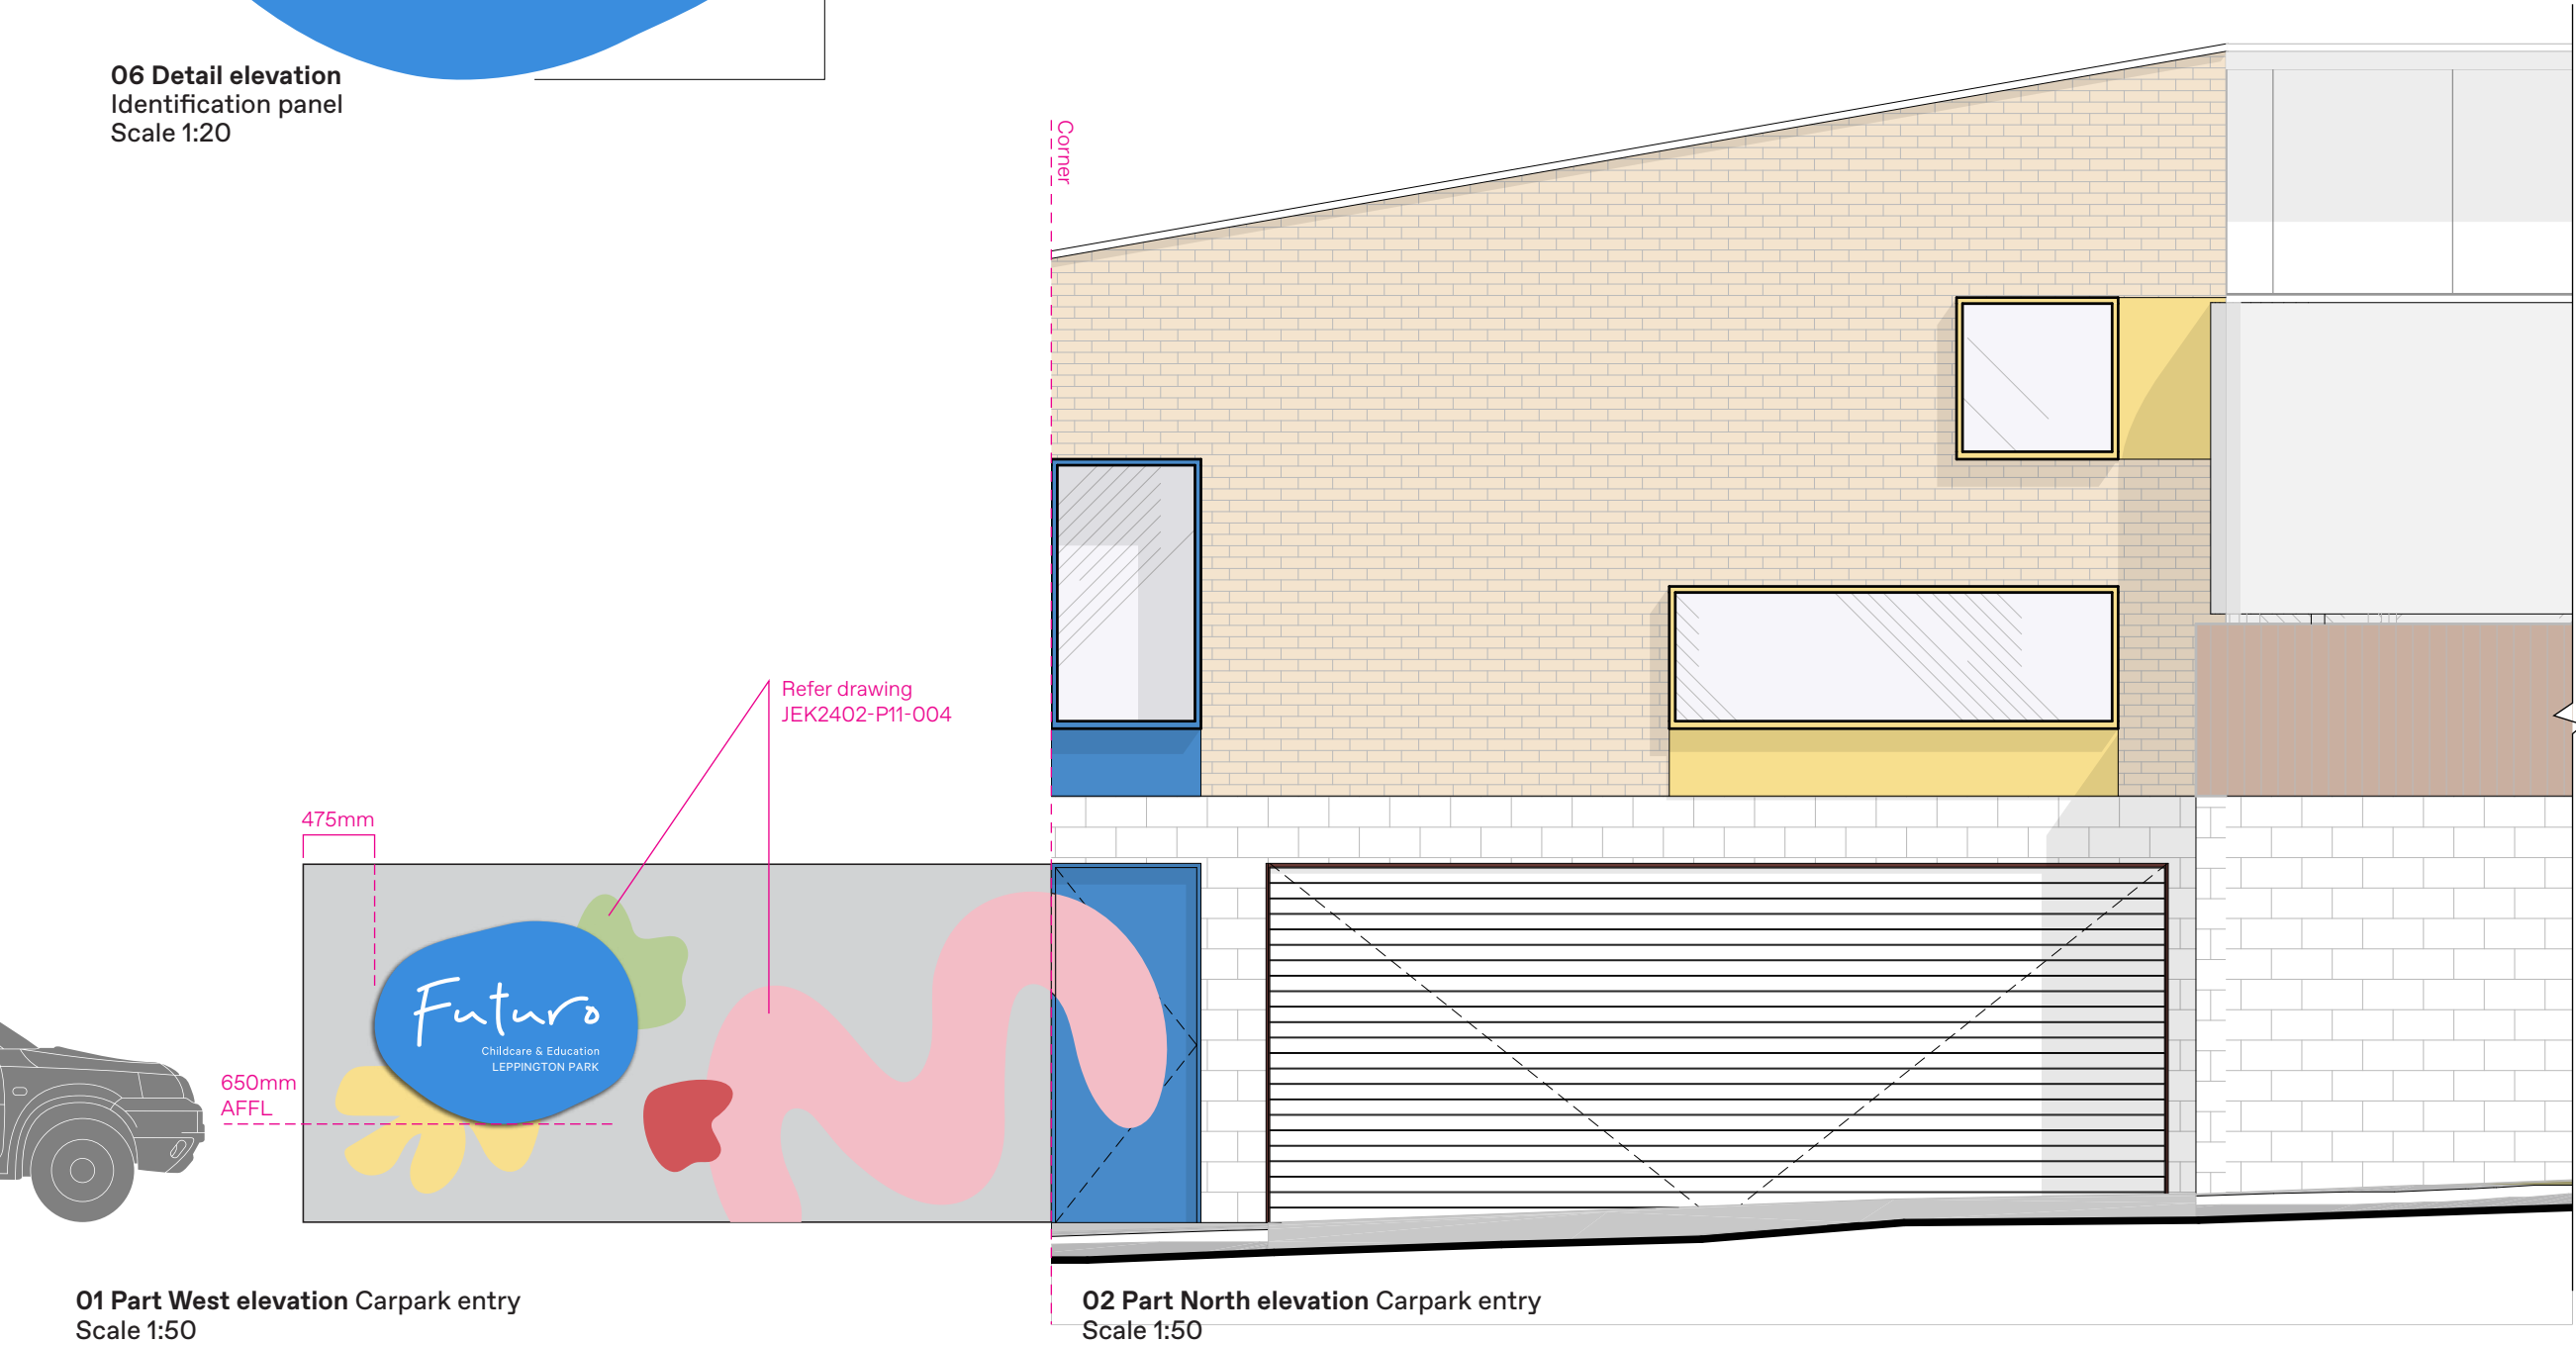 06 Detail elevation
Identification panel
Scale 1:20
Corner
Refer drawing
JEK2402-P11-004
475mm
Futuro
Childcare & Education
LEPPINGTON PARK
650mm
AFFL
01 Part West elevation Carpark entry
Scale 1:50
02 Part North elevation Carpark entry
Scale 1:50